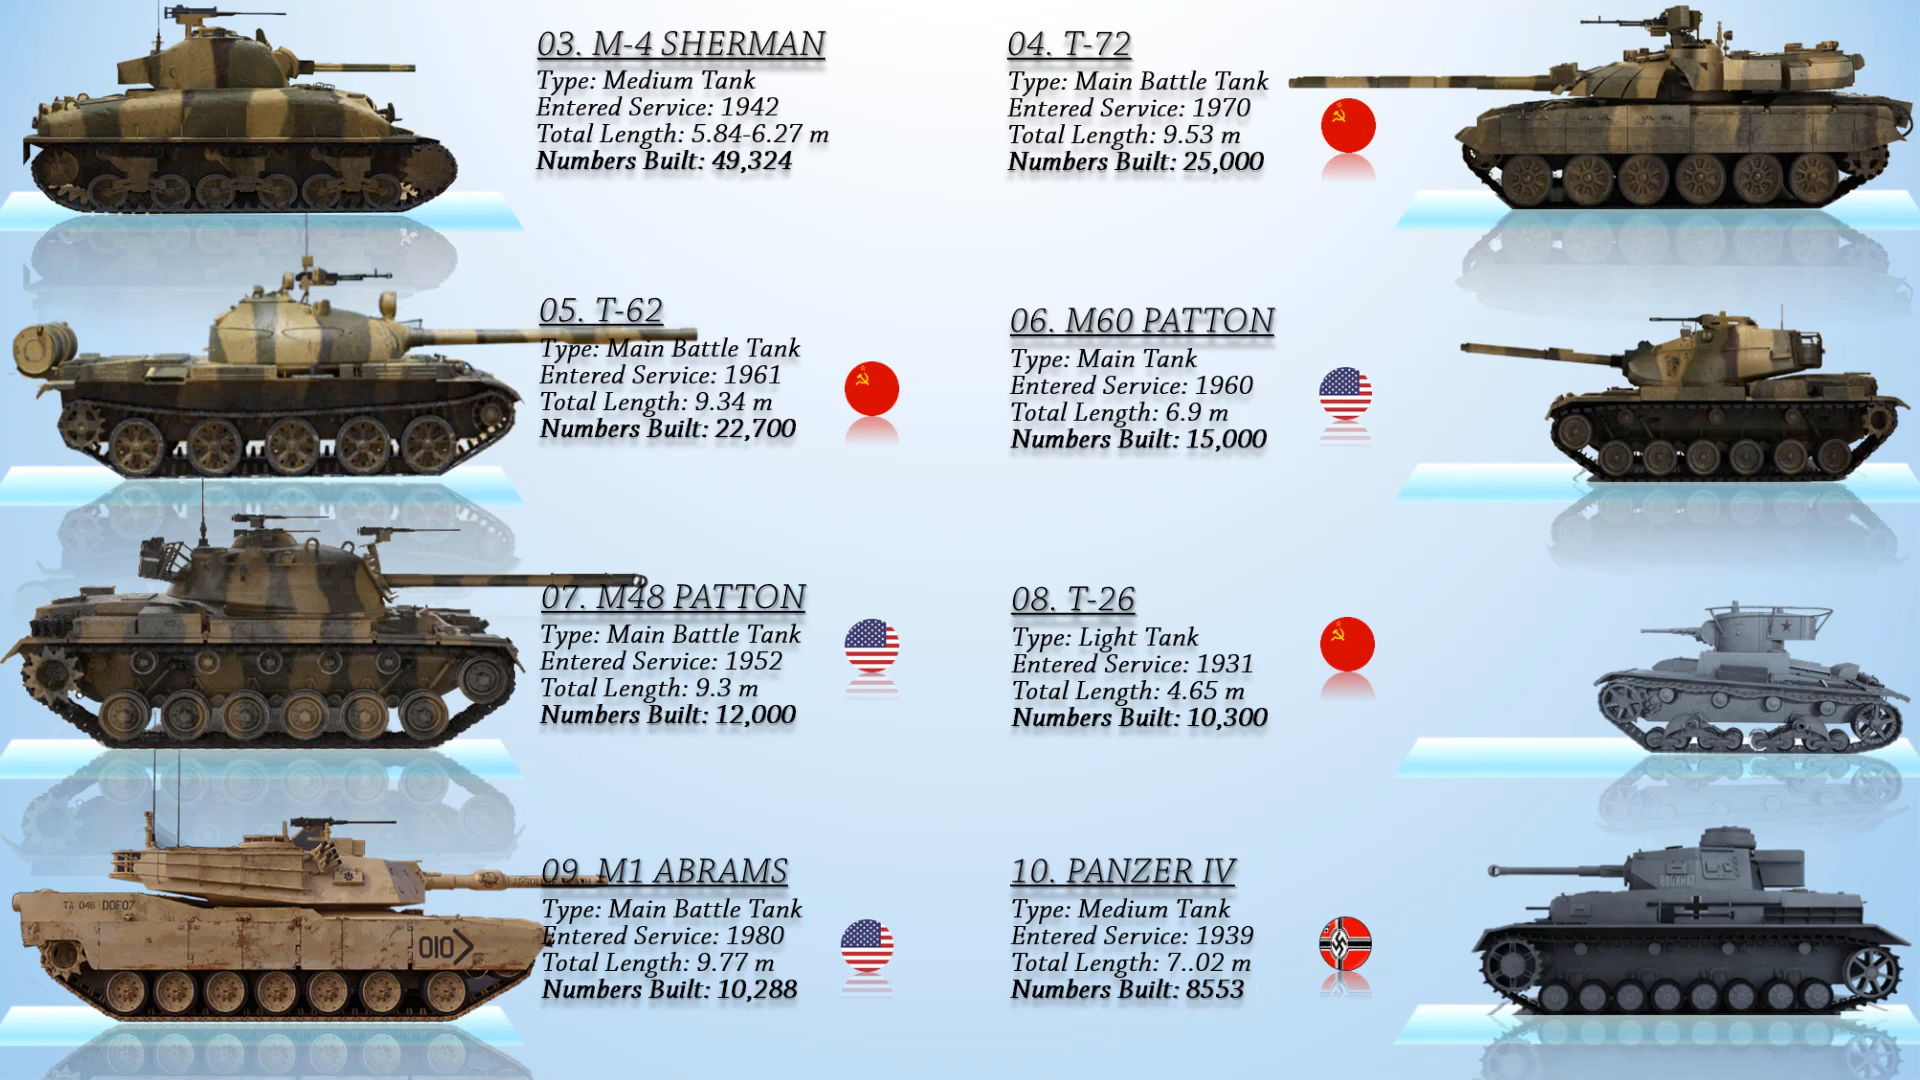 03. M-4 SHERMAN
Type: Medium Tank
Entered Service: 1942
Total Length: 5.84-6.27 m
Numbers Built: 49,324
04. T-72
Type: Main Battle Tank
Entered Service: 1970
Total Length: 9.53 m
Numbers Built: 25,000
05. T-62
Type: Main Battle Tank
Entered Service: 1961
Total Length: 9.34 m
Numbers Built: 22,700
06. M60 PATTON
Type: Main Tank
Entered Service: 1960
Total Length: 6.9 m
Numbers Built: 15,000
07. M48 PATTON
Type: Main Battle Tank
Entered Service: 1952
Total Length: 9.3 m
Numbers Built: 12,000
08. T-26
Type: Light Tank
Entered Service: 1931
Total Length: 4.65 m
Numbers Built: 10,300
09. M1 ABRAMS
Type: Main Battle Tank
Entered Service: 1980
Total Length: 9.77 m
Numbers Built: 10,288
TA 046 DDF07
010
10. PANZER IV
Type: Medium Tank
Entered Service: 1939
Total Length: 7..02 m
Numbers Built: 8553